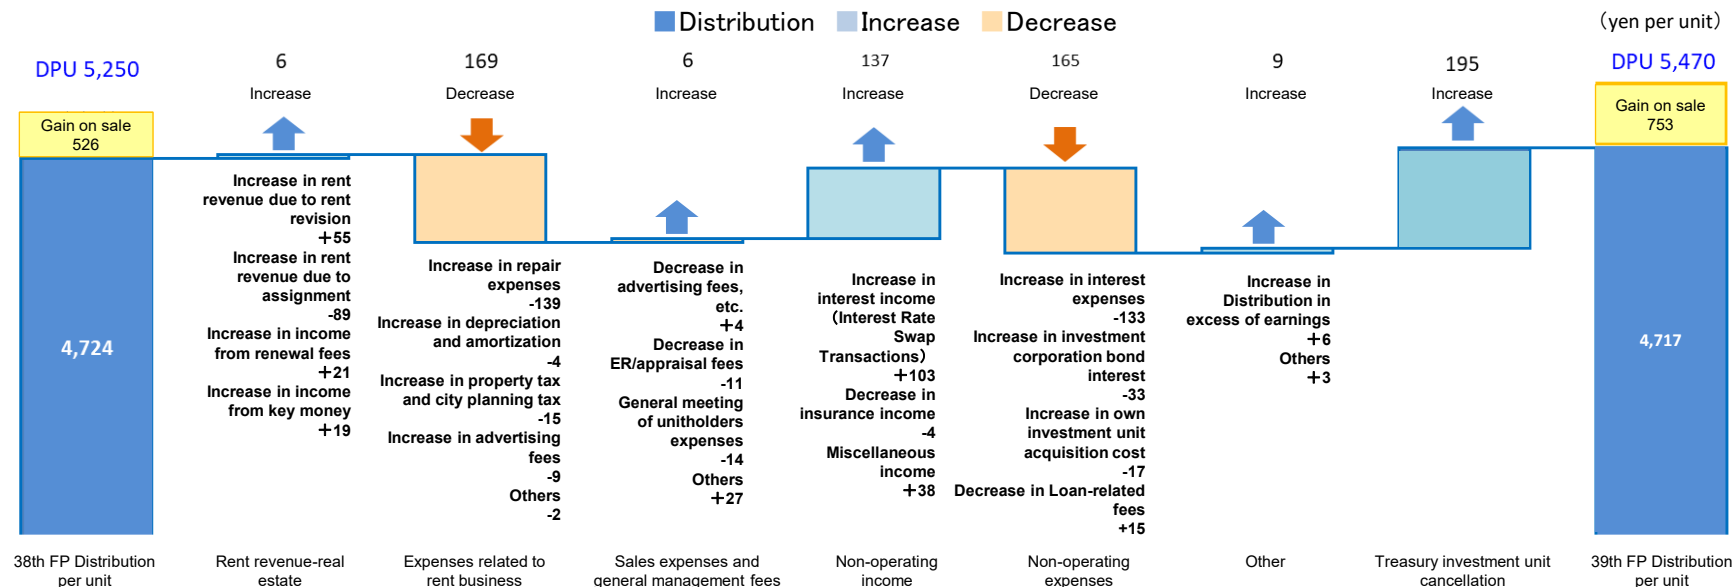 Distribution
Increase
Decrease
(yen per unit)
DPU 5,250
6
Increase
169
Decrease
6
Increase
137
Increase
165
Decrease
9
Increase
195
Increase
DPU 5,470
Gain on sale
526
4,724
Increase in rent
revenue due to rent
revision
+55
Increase in rent
revenue due to
assignment
-89
Increase in income
from renewal fees
+21
Increase in income
from key money
+19
Increase in repair
expenses
-139
Increase in depreciation
and amortization
-4
Increase in property tax
and city planning tax
-15
Increase in advertising
fees
-9
Others
-2
Decrease in
advertising fees,
etc.
+4
Decrease in
ER/appraisal fees
-11
General meeting
of unitholders
expenses
-14
Others
+27
Increase in
interest income
(Interest Rate
Swap
Transactions)
+103
Decrease in
insurance income
-4
Miscellaneous
income
+38
Increase in interest
expenses
-133
Increase in investment
corporation bond
interest
-33
Increase in own
investment unit
acquisition cost
-17
Decrease in Loan-related
fees
+15
Increase in
Distribution in
excess of earnings
+6
Others
+3
Gain on sale
753
4,717
38th FP Distribution
per unit
Rent revenue-real
estate
Expenses related to
rent business
Sales expenses and
general management fees
Non-operating
income
Non-operating
expenses
Other
Treasury investment unit
cancellation
39th FP Distribution
per unit